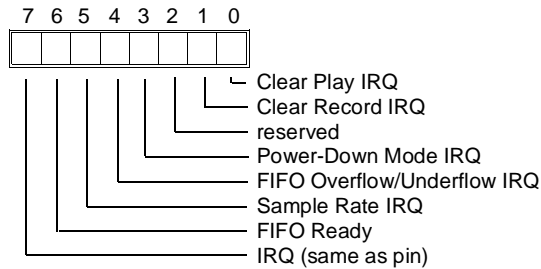 7 6 5 4 3 2 1 0
Clear Play IRQ
Clear Record IRQ
reserved
Power-Down Mode IRQ
FIFO Overflow/Underflow IRQ
Sample Rate IRQ
FIFO Ready
IRQ (same as pin)